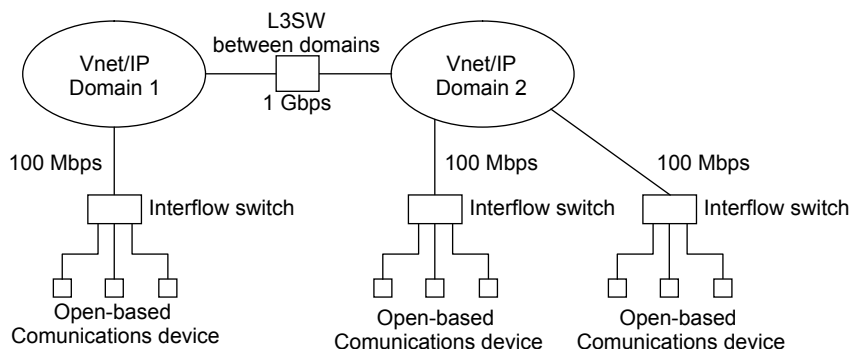 L3SW
between domains
Vnet/IP
Domain 1
1 Gbps
Vnet/IP
Domain 2
100 Mbps
100 Mbps
100 Mbps
Interflow switch
Interflow switch
Interflow switch
Open-based
Comunications device
Open-based
Comunications device
Open-based
Comunications device